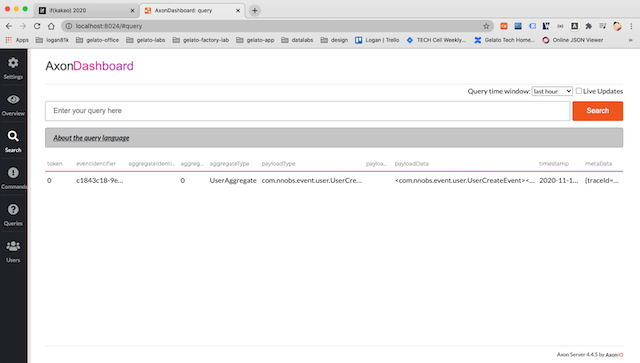 if(kakao) 2020
AxonDashboard: query
localhost:8024/#query
Apps
logan81k
gelato-office
gelato-labs
gelato-factory-lab
gelato-app
datalabs
design
Logan | Trello
TECH Cell Weekly...
Gelato Tech Home...
Online JSON Viewer
AxonDashboard
Settings
Overview
Search
Commands
Queries
Users
Query time window:
last hour
Live Updates
Enter your query here
Search
About the query language
token eventIdentifier aggregateIdenti... aggreg... aggregateType payloadType payloa... payloadData timestamp metaData
0 c1843c18-9e... 0 UserAggregate com.nnobs.event.user.UserCre... <com.nnobs.event.user.UserCreateEvent><... 2020-11-1... {traceId=...
Axon Server 4.4.5 by AxonIQ